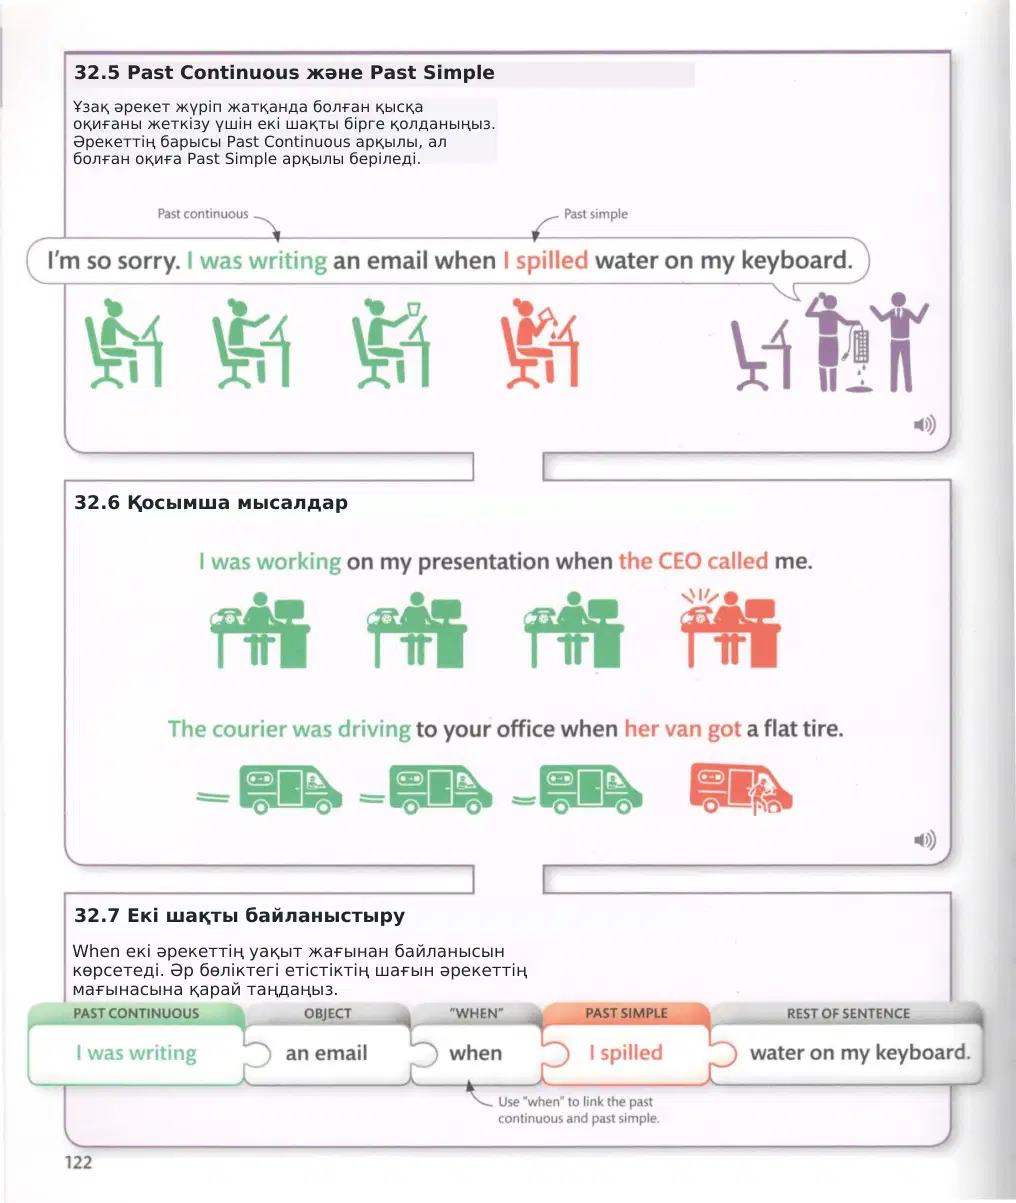 32.5 Past Continuous және Past Simple
Ұзақ әрекет жүріп жатқанда болған қысқа
оқиғаны жеткізу үшін екі шақты бірге қолданыңыз.
Әрекеттің барысы Past Continuous арқылы, ал
болған оқиға Past Simple арқылы беріледі.
Past continuous
Past simple
I'm so sorry. I was writing an email when I spilled water on my keyboard.
32.6 Қосымша мысалдар
I was working on my presentation when the CEO called me.
The courier was driving to your office when her van got a flat tire.
32.7 Екі шақты байланыстыру
When екі әрекеттің уақыт жағынан байланысын
көрсетеді. Әр бөліктегі етістіктің шағын әрекеттің
мағынасына қарай таңдаңыз.
PAST CONTINUOUS OBJECT "WHEN" PAST SIMPLE REST OF SENTENCE
I was writing an email when I spilled water on my keyboard.
Use "when" to link the past
continuous and past simple.
122